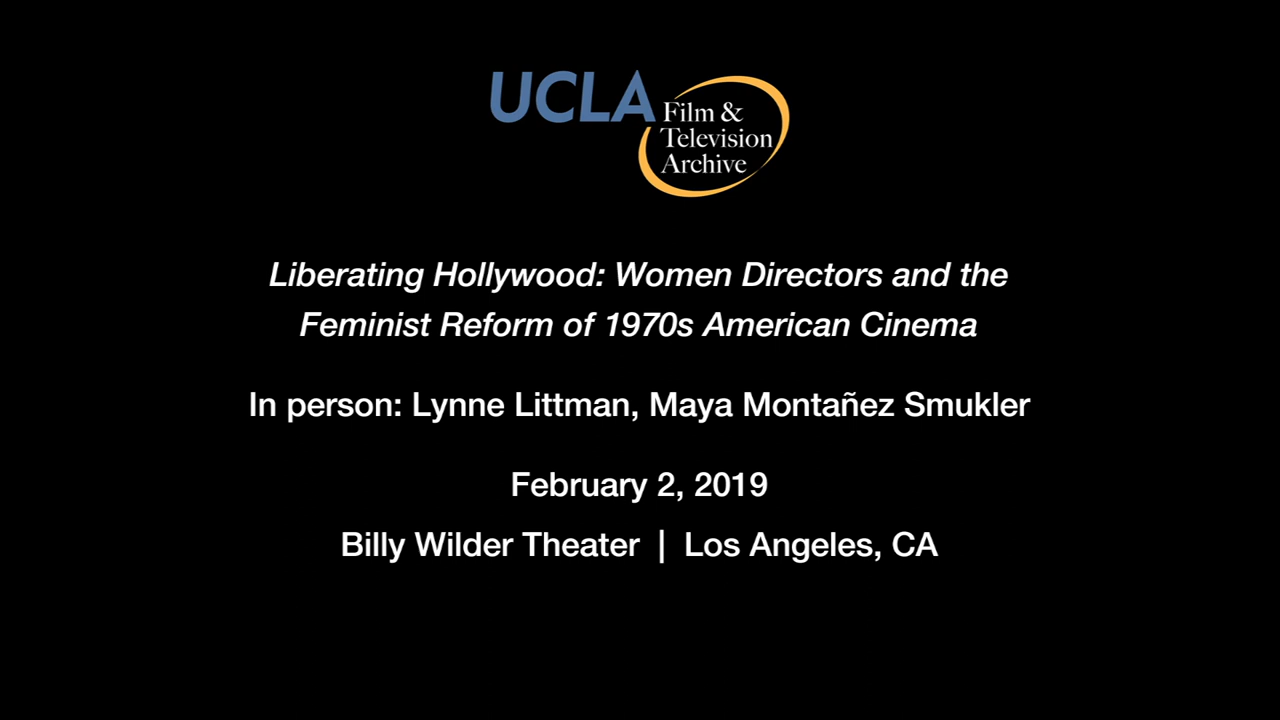 UCLA
Film &
Television
Archive
Liberating Hollywood: Women Directors and the
Feminist Reform of 1970s American Cinema
In person: Lynne Littman, Maya Montañez Smukler
February 2, 2019
Billy Wilder Theater | Los Angeles, CA